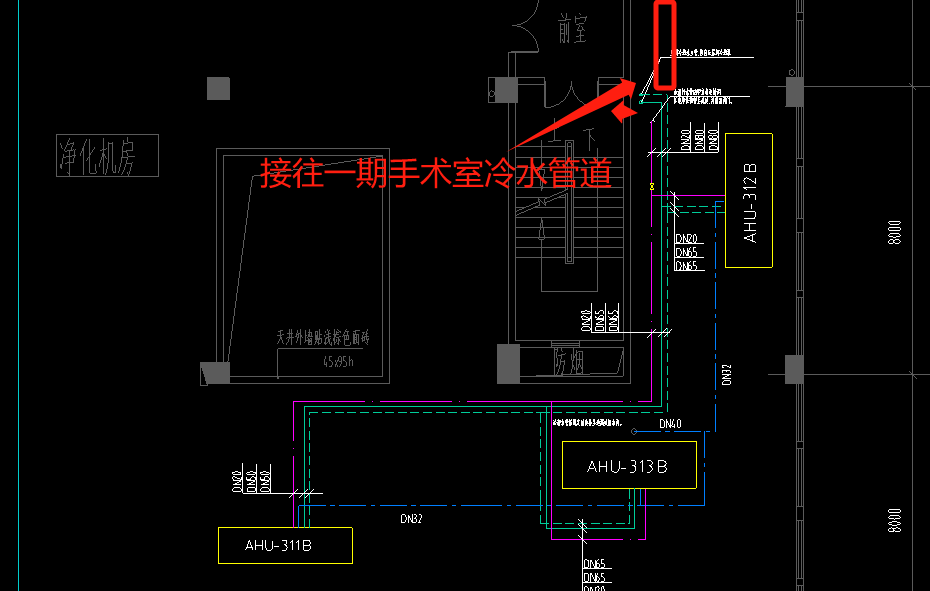 前室
净化机房
下
接往一期手术室冷水管道
DN20
DN80
DN80
AHU-312B
DN20
DN65
DN65
8000
DN20
DN65
DN65
天井外墙贴浅棕色面砖
45x95h
防烟
DN32
DN40
AHU-313B
DN20
DN50
DN50
DN32
AHU-311B
8000
DN65
DN65
DN20